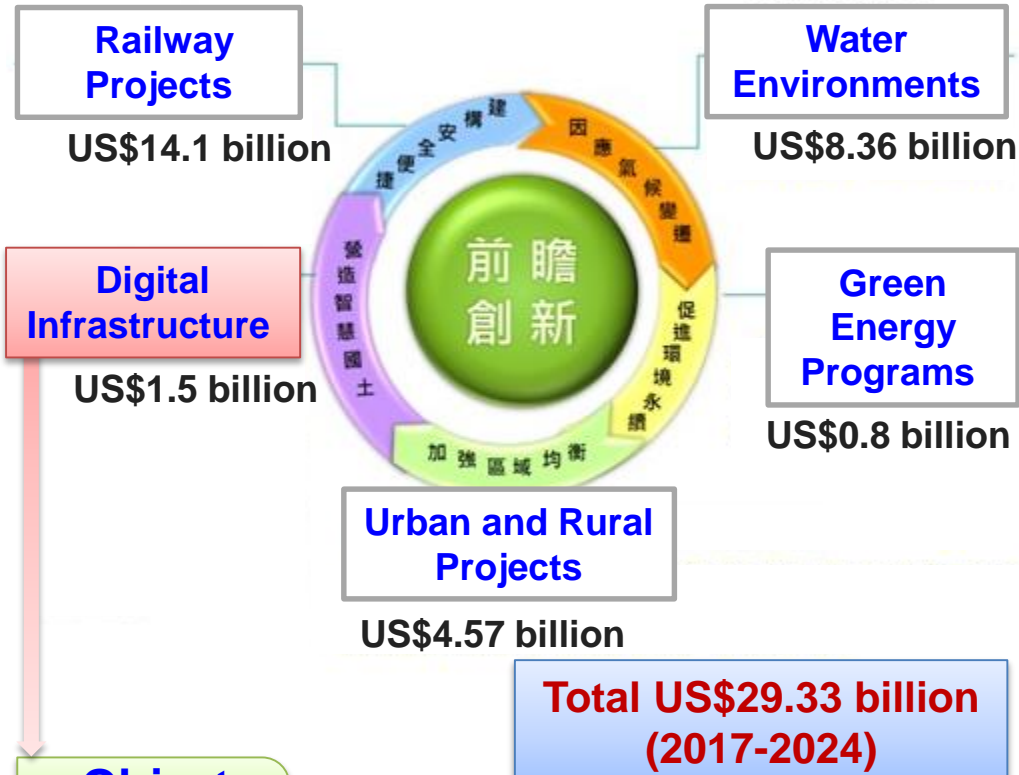 Railway
Projects
US$14.1 billion
Water
Environments
US$8.36 billion
建構安全便捷
因應氣候變遷
前瞻
創新
Digital
Infrastructure
US$1.5 billion
營造智慧國土
促進環境永續
Green
Energy
Programs
US$0.8 billion
加強區域均衡
Urban and Rural
Projects
US$4.57 billion
Total US$29.33 billion
(2017-2024)